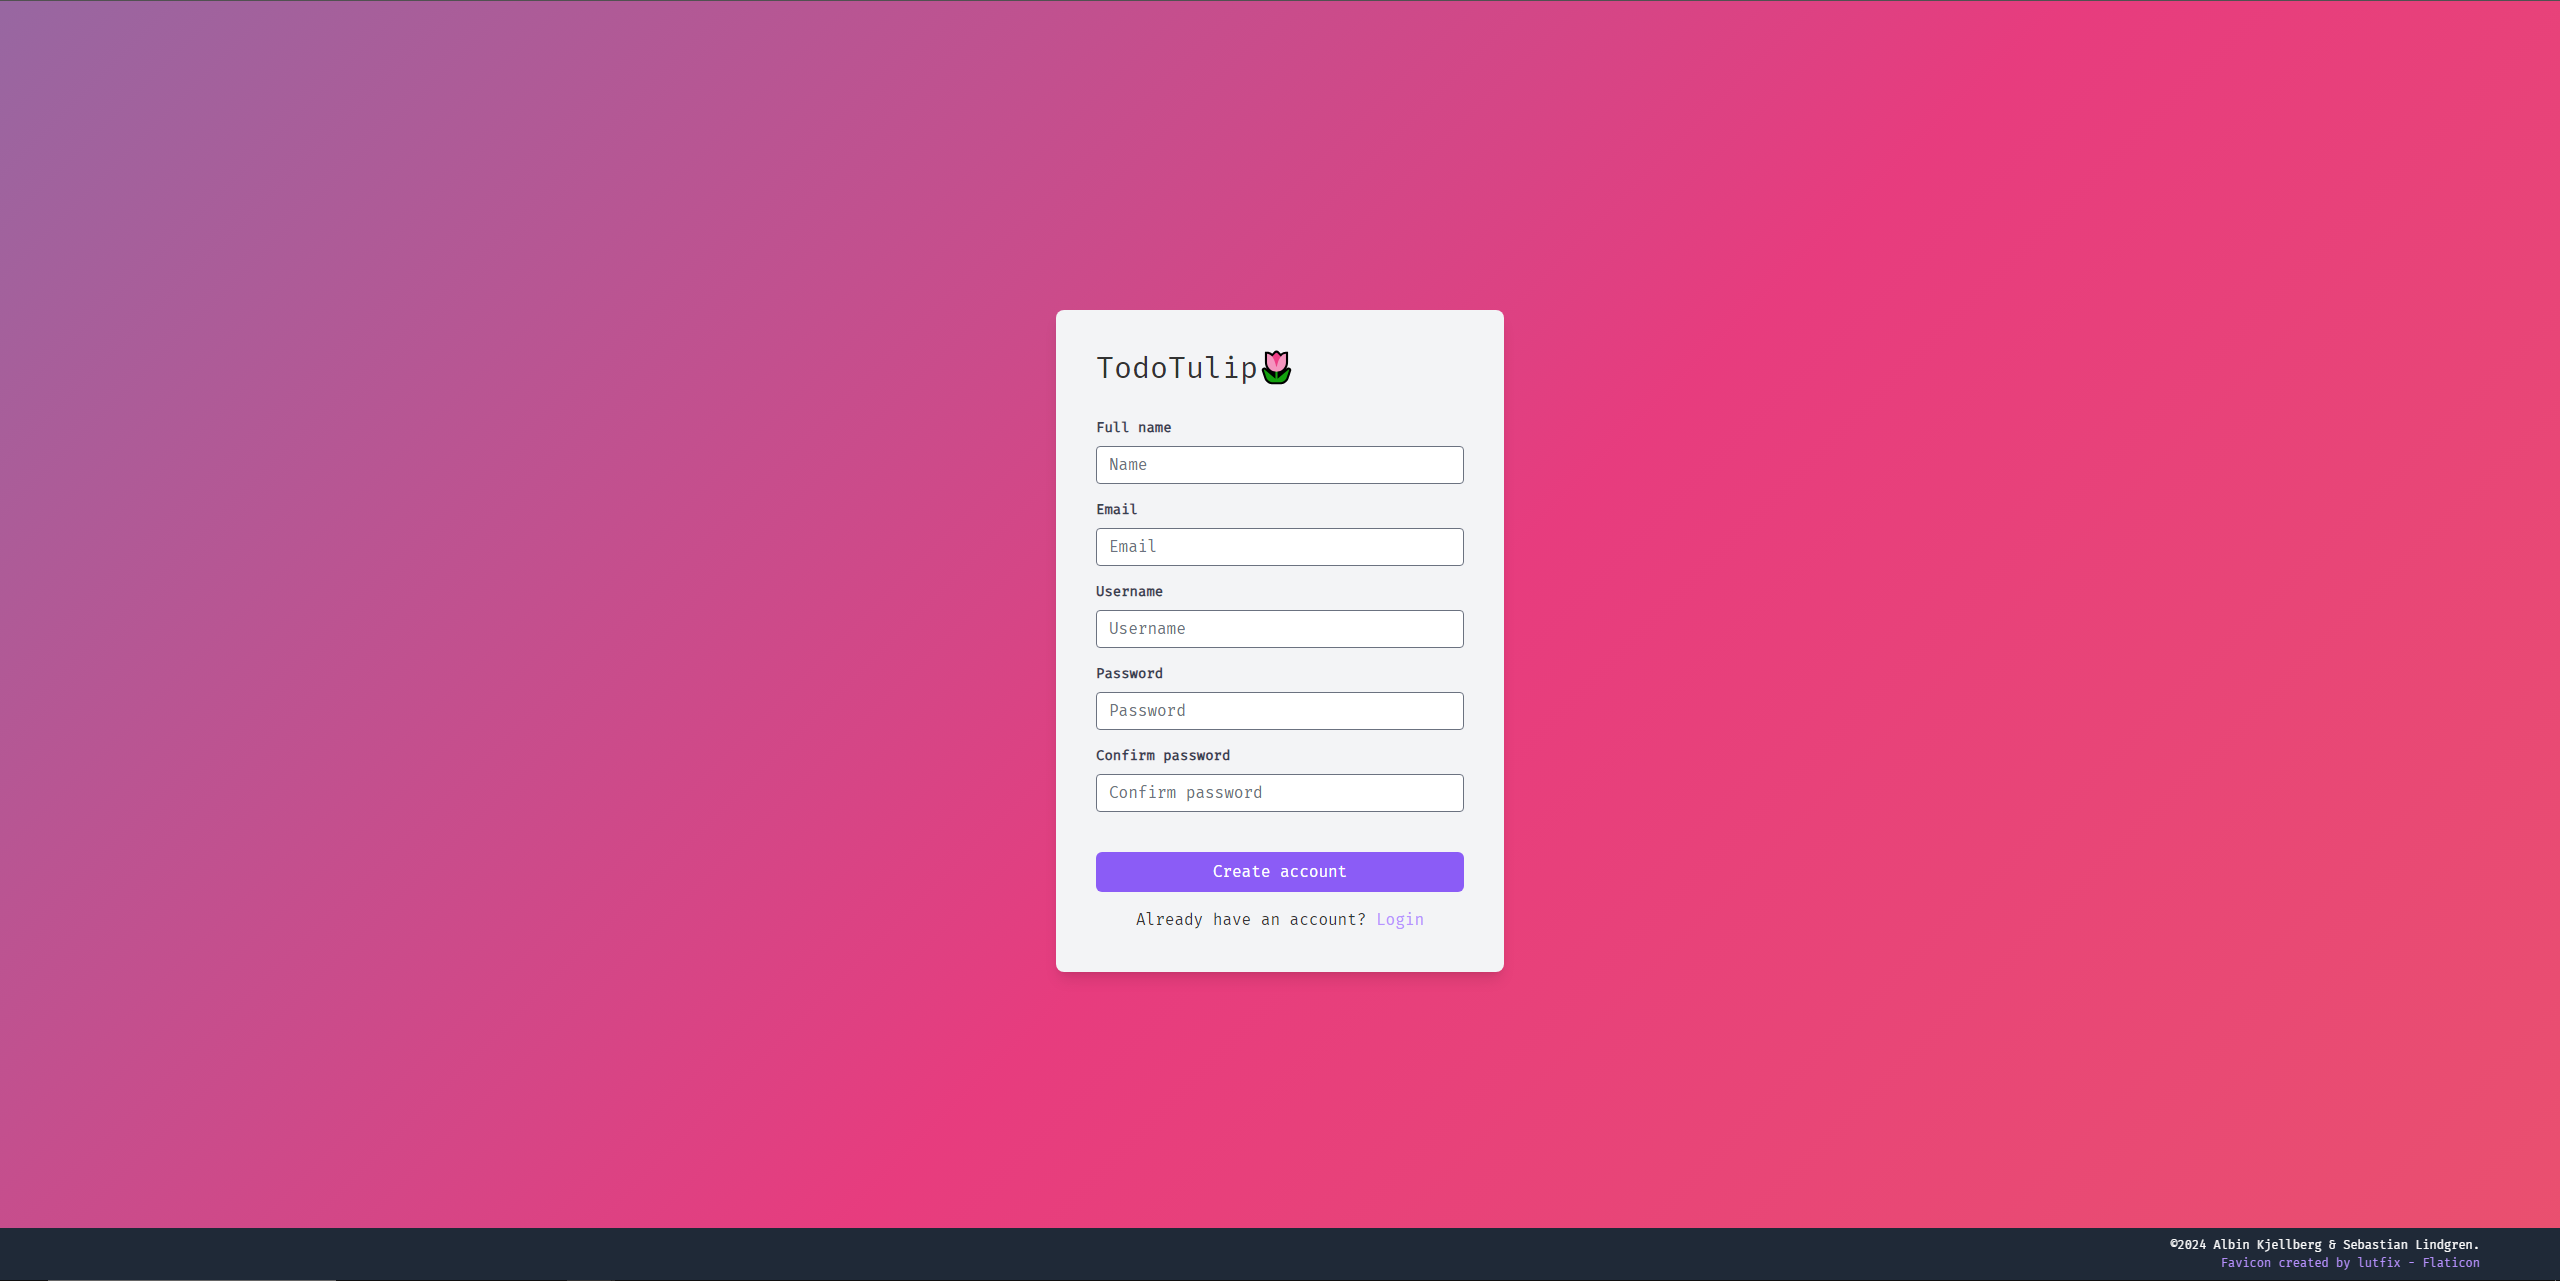 TodoTulip
Full name
Name
Email
Email
Username
Username
Password
Password
Confirm password
Confirm password
Create account
Already have an account? Login
©2024 Albin Kjellberg & Sebastian Lindgren.
Favicon created by lutfix - Flaticon